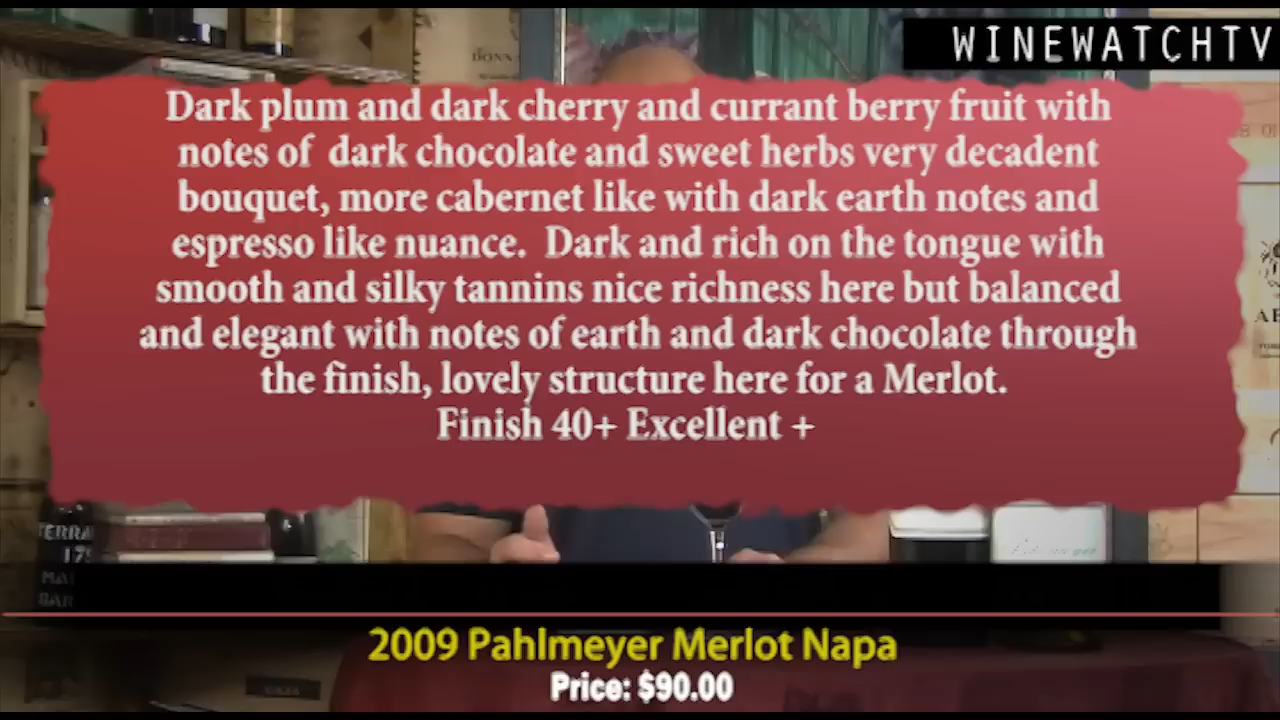 DONN
WINEWATCHTV
Dark plum and dark cherry and currant berry fruit with
notes of  dark chocolate and sweet herbs very decadent
bouquet, more cabernet like with dark earth notes and
espresso like nuance.  Dark and rich on the tongue with
smooth and silky tannins nice richness here but balanced
and elegant with notes of earth and dark chocolate through
the finish, lovely structure here for a Merlot.
Finish 40+ Excellent +
2009 Pahlmeyer Merlot Napa
Price: $90.00